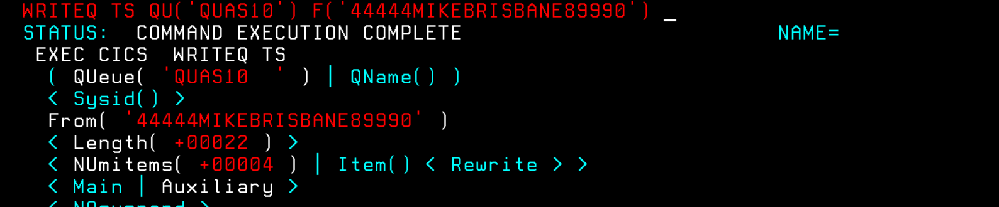 WRITEQ TS QU('QUAS10') F('44444MIKEBRISBANE89990') _
STATUS: COMMAND EXECUTION COMPLETE NAME=
EXEC CICS WRITEQ TS
( QUeue( 'QUAS10 ' ) | QName() )
< Sysid() >
From( '44444MIKEBRISBANE89990' )
< Length( +00022 ) >
< NUmitems( +00004 ) | Item() < Rewrite > >
< Main | Auxiliary >